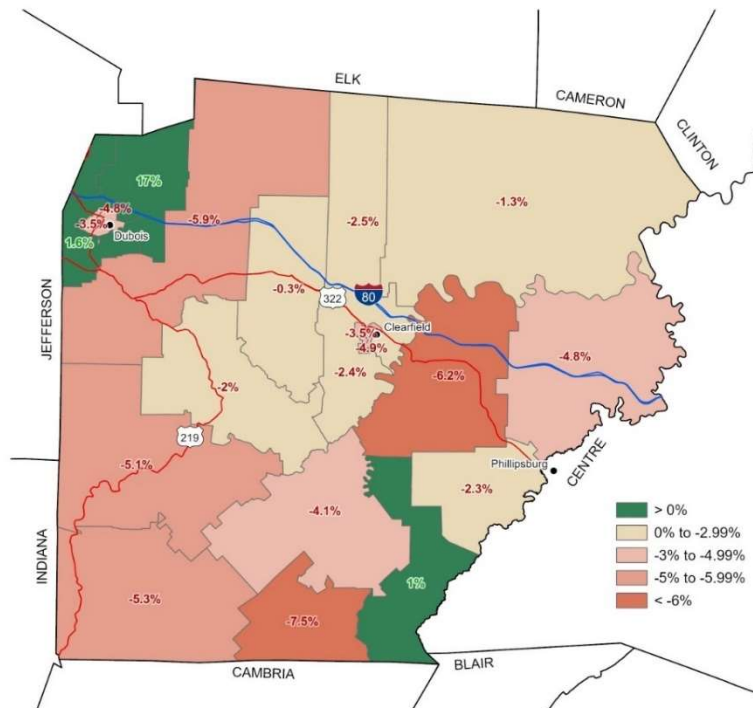 ELK
CAMERON
CLINTON
17%
-4.8%
-3.5%
Dubois
1.6%
-5.9%
-2.5%
-1.3%
JEFFERSON
-0.3%
322
80
Clearfield
-3.5%
-4.9%
-2.4%
-6.2%
-4.8%
-2%
219
-5.1%
Phillipsburg
CENTRE
-2.3%
-4.1%
> 0%
0% to -2.99%
-3% to -4.99%
-5% to -5.99%
< -6%
INDIANA
-5.3%
1%
-7.5%
CAMBRIA
BLAIR